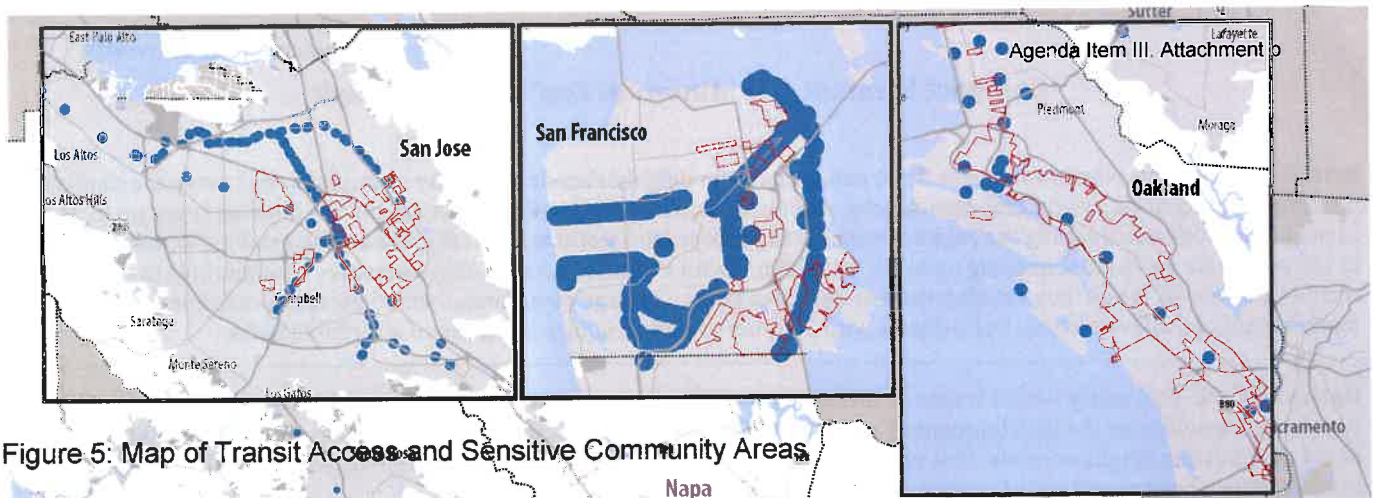 Sutter
East Palo Alto
Lafayette
Agenda Item III. Attachment
Piedmont
San Francisco
Moraga
San Jose
Los Altos
Oakland
Los Altos Hills
280
Campbell
Saratoga
Monte Sereno
880
Los Gatos
cramento
Figure 5: Map of Transit Access and Sensitive Community Areas
Napa